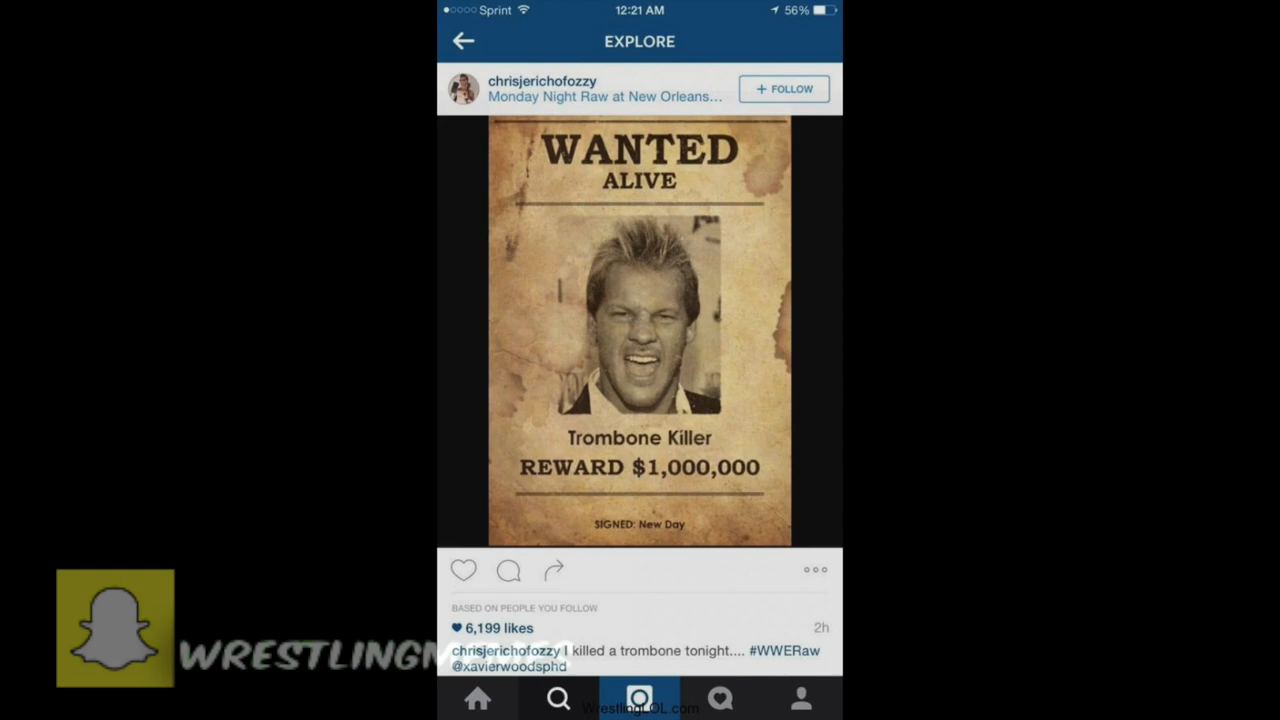 Sprint 12:21 AM 56%
EXPLORE
chrisjerichofozzy
Monday Night Raw at New Orleans...
+ FOLLOW
WANTED
ALIVE
Trombone Killer
REWARD $1,000,000
SIGNED: New Day
BASED ON PEOPLE YOU FOLLOW
6,199 likes
2h
chrisjerichofozzy I killed a trombone tonight.... #WWERaw
@xavierwoodsphd
WRESTLINGMEMES
WrestlingLOL.com